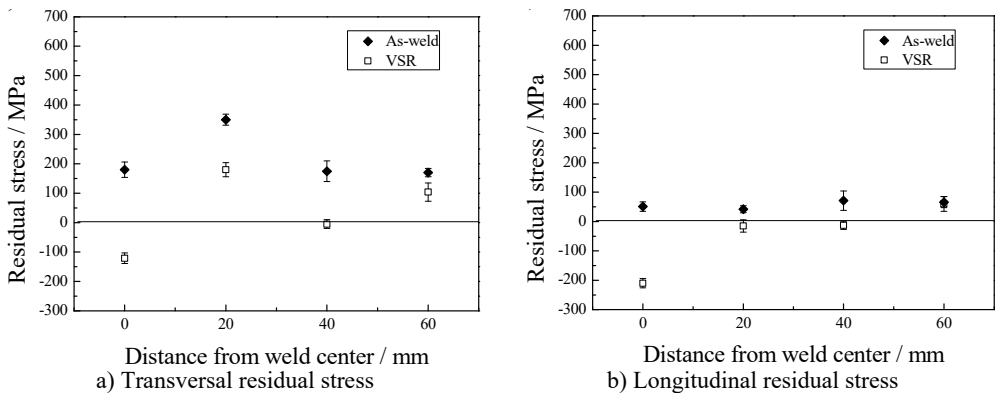 700
600
500
400
300
200
100
0
-100
-200
-300
Residual stress / MPa
As-weld
VSR
0 20 40 60
Distance from weld center / mm
a) Transversal residual stress
700
600
500
400
300
200
100
0
-100
-200
-300
Residual stress / MPa
As-weld
VSR
0 20 40 60
Distance from weld center / mm
b) Longitudinal residual stress